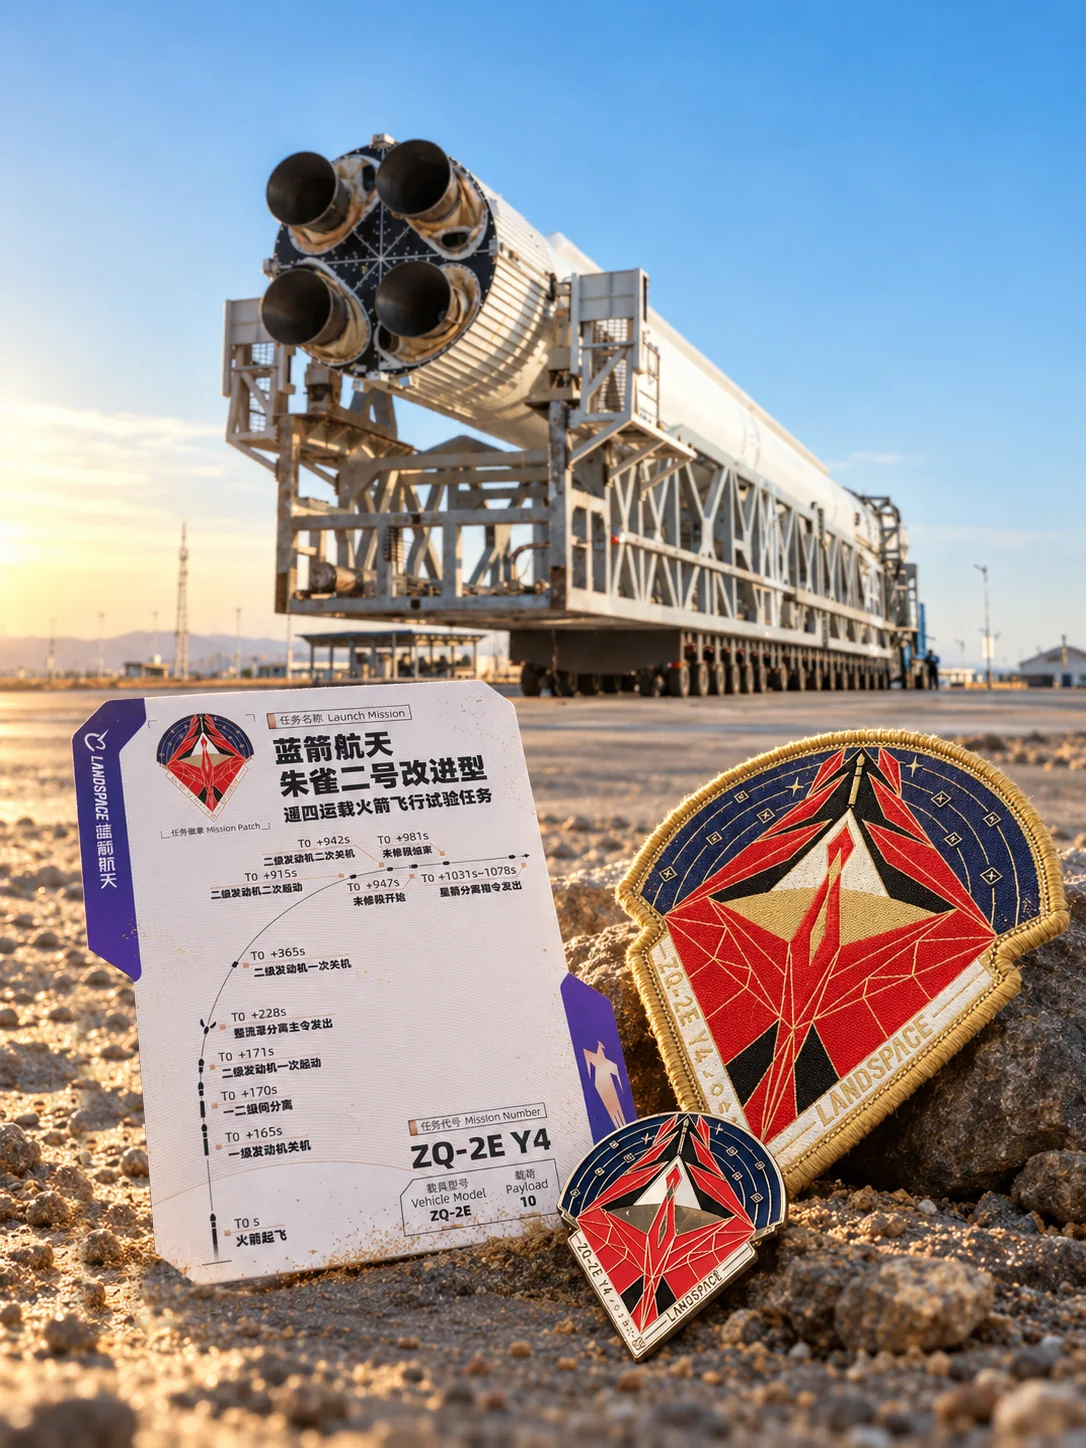 LANDSPACE 蓝箭航天
任务名称 Launch Mission
蓝箭航天
朱雀二号改进型
遥四运载火箭飞行试验任务
任务徽章 Mission Patch
T0 +942s
二级发动机二次关机
T0 +981s
末修段结束
T0 +915s
二级发动机二次起动
T0 +947s
末修段开始
T0 +1031s~1078s
星箭分离指令发出
T0 +365s
二级发动机一次关机
T0 +228s
整流罩分离主令发出
T0 +171s
二级发动机一次起动
T0 +170s
一二级间分离
T0 +165s
一级发动机关机
T0 s
火箭起飞
任务代号 Mission Number
ZQ-2E Y4
载具型号
Vehicle Model
ZQ-2E
载荷
Payload
10
ZQ-2E Y4
LANDSPACE
ZQ-2E Y4
LANDSPACE